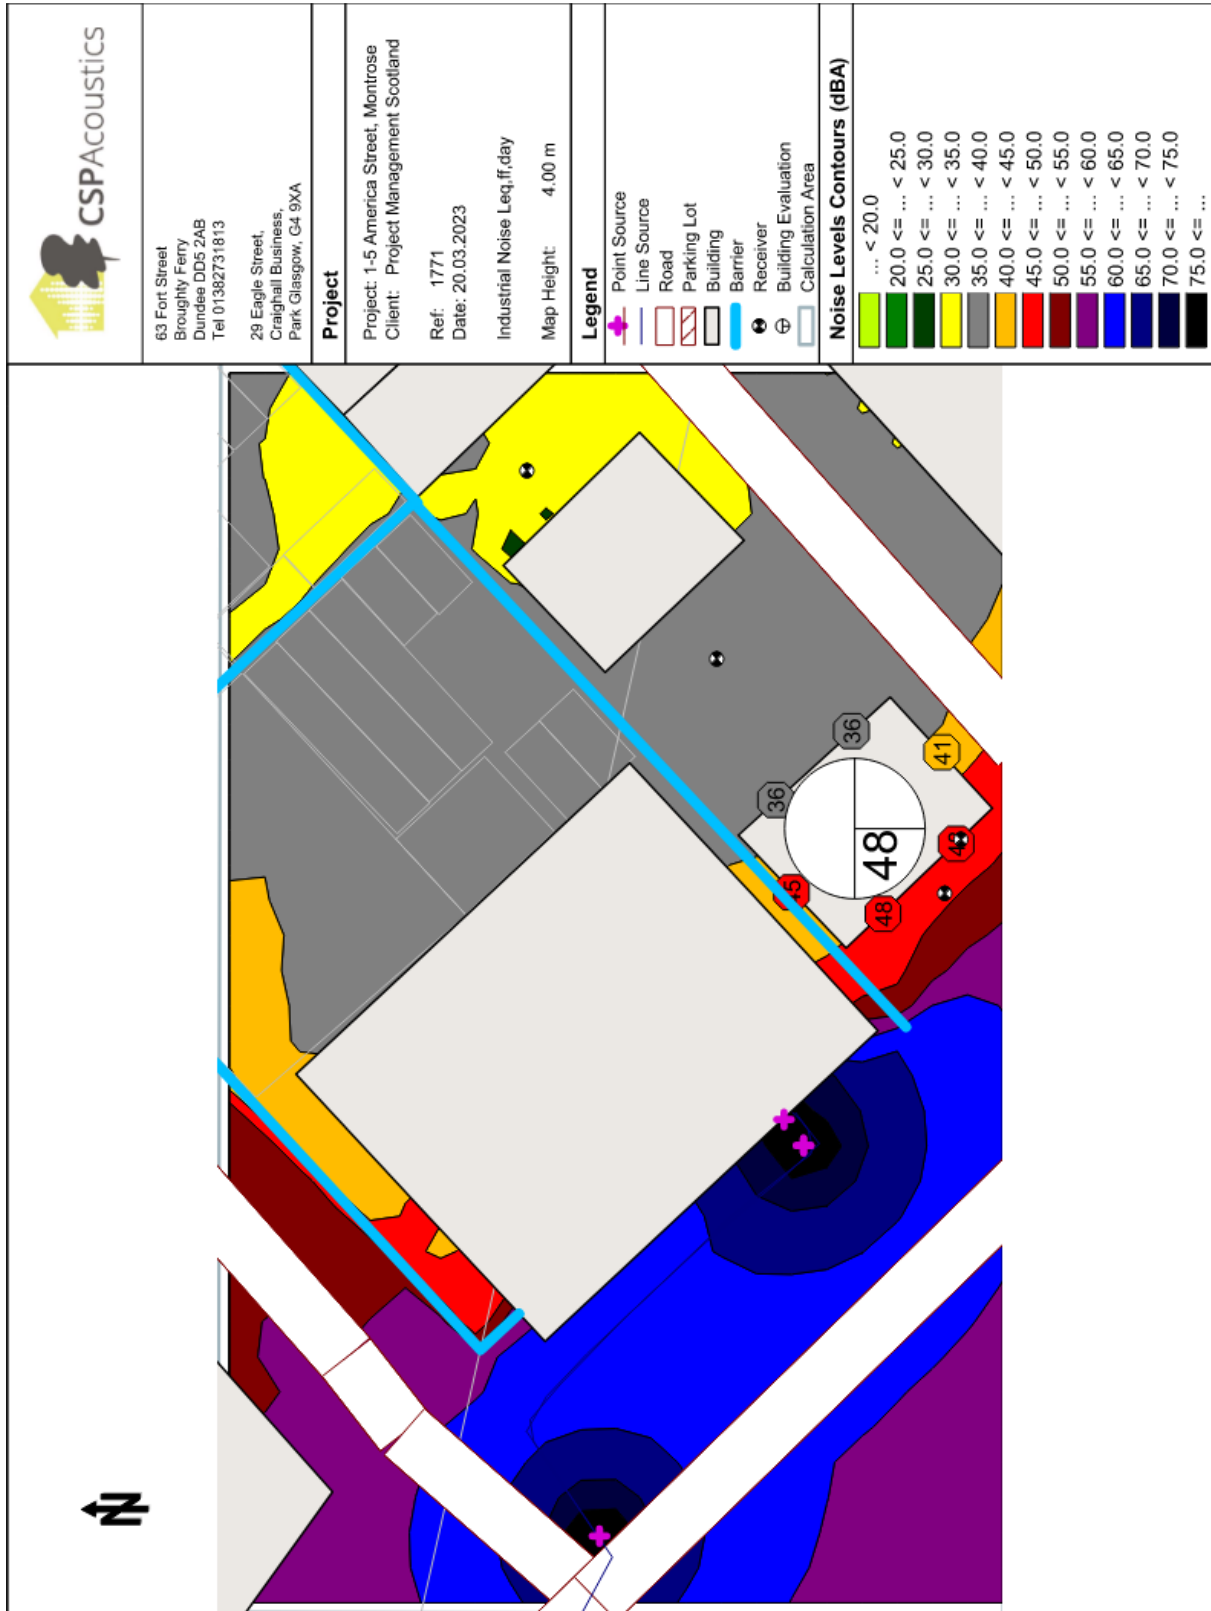 CSPAcoustics
63 Fort Street
Broughty Ferry
Dundee DD5 2AB
Tel 01382731813
29 Eagle Street,
Craighall Business,
Park Glasgow, G4 9XA
Project
Project: 1-5 America Street, Montrose
Client: Project Management Scotland
Ref: 1771
Date: 20.03.2023
Industrial Noise Leq,ff,day
Map Height: 4.00 m
Legend
Point Source
Line Source
Road
Parking Lot
Building
Barrier
Receiver
Building Evaluation
Calculation Area
Noise Levels Contours (dBA)
... < 20.0
20.0 <= ... < 25.0
25.0 <= ... < 30.0
30.0 <= ... < 35.0
35.0 <= ... < 40.0
40.0 <= ... < 45.0
45.0 <= ... < 50.0
50.0 <= ... < 55.0
55.0 <= ... < 60.0
60.0 <= ... < 65.0
65.0 <= ... < 70.0
70.0 <= ... < 75.0
75.0 <= ...
N
36
36
41
45
48
48